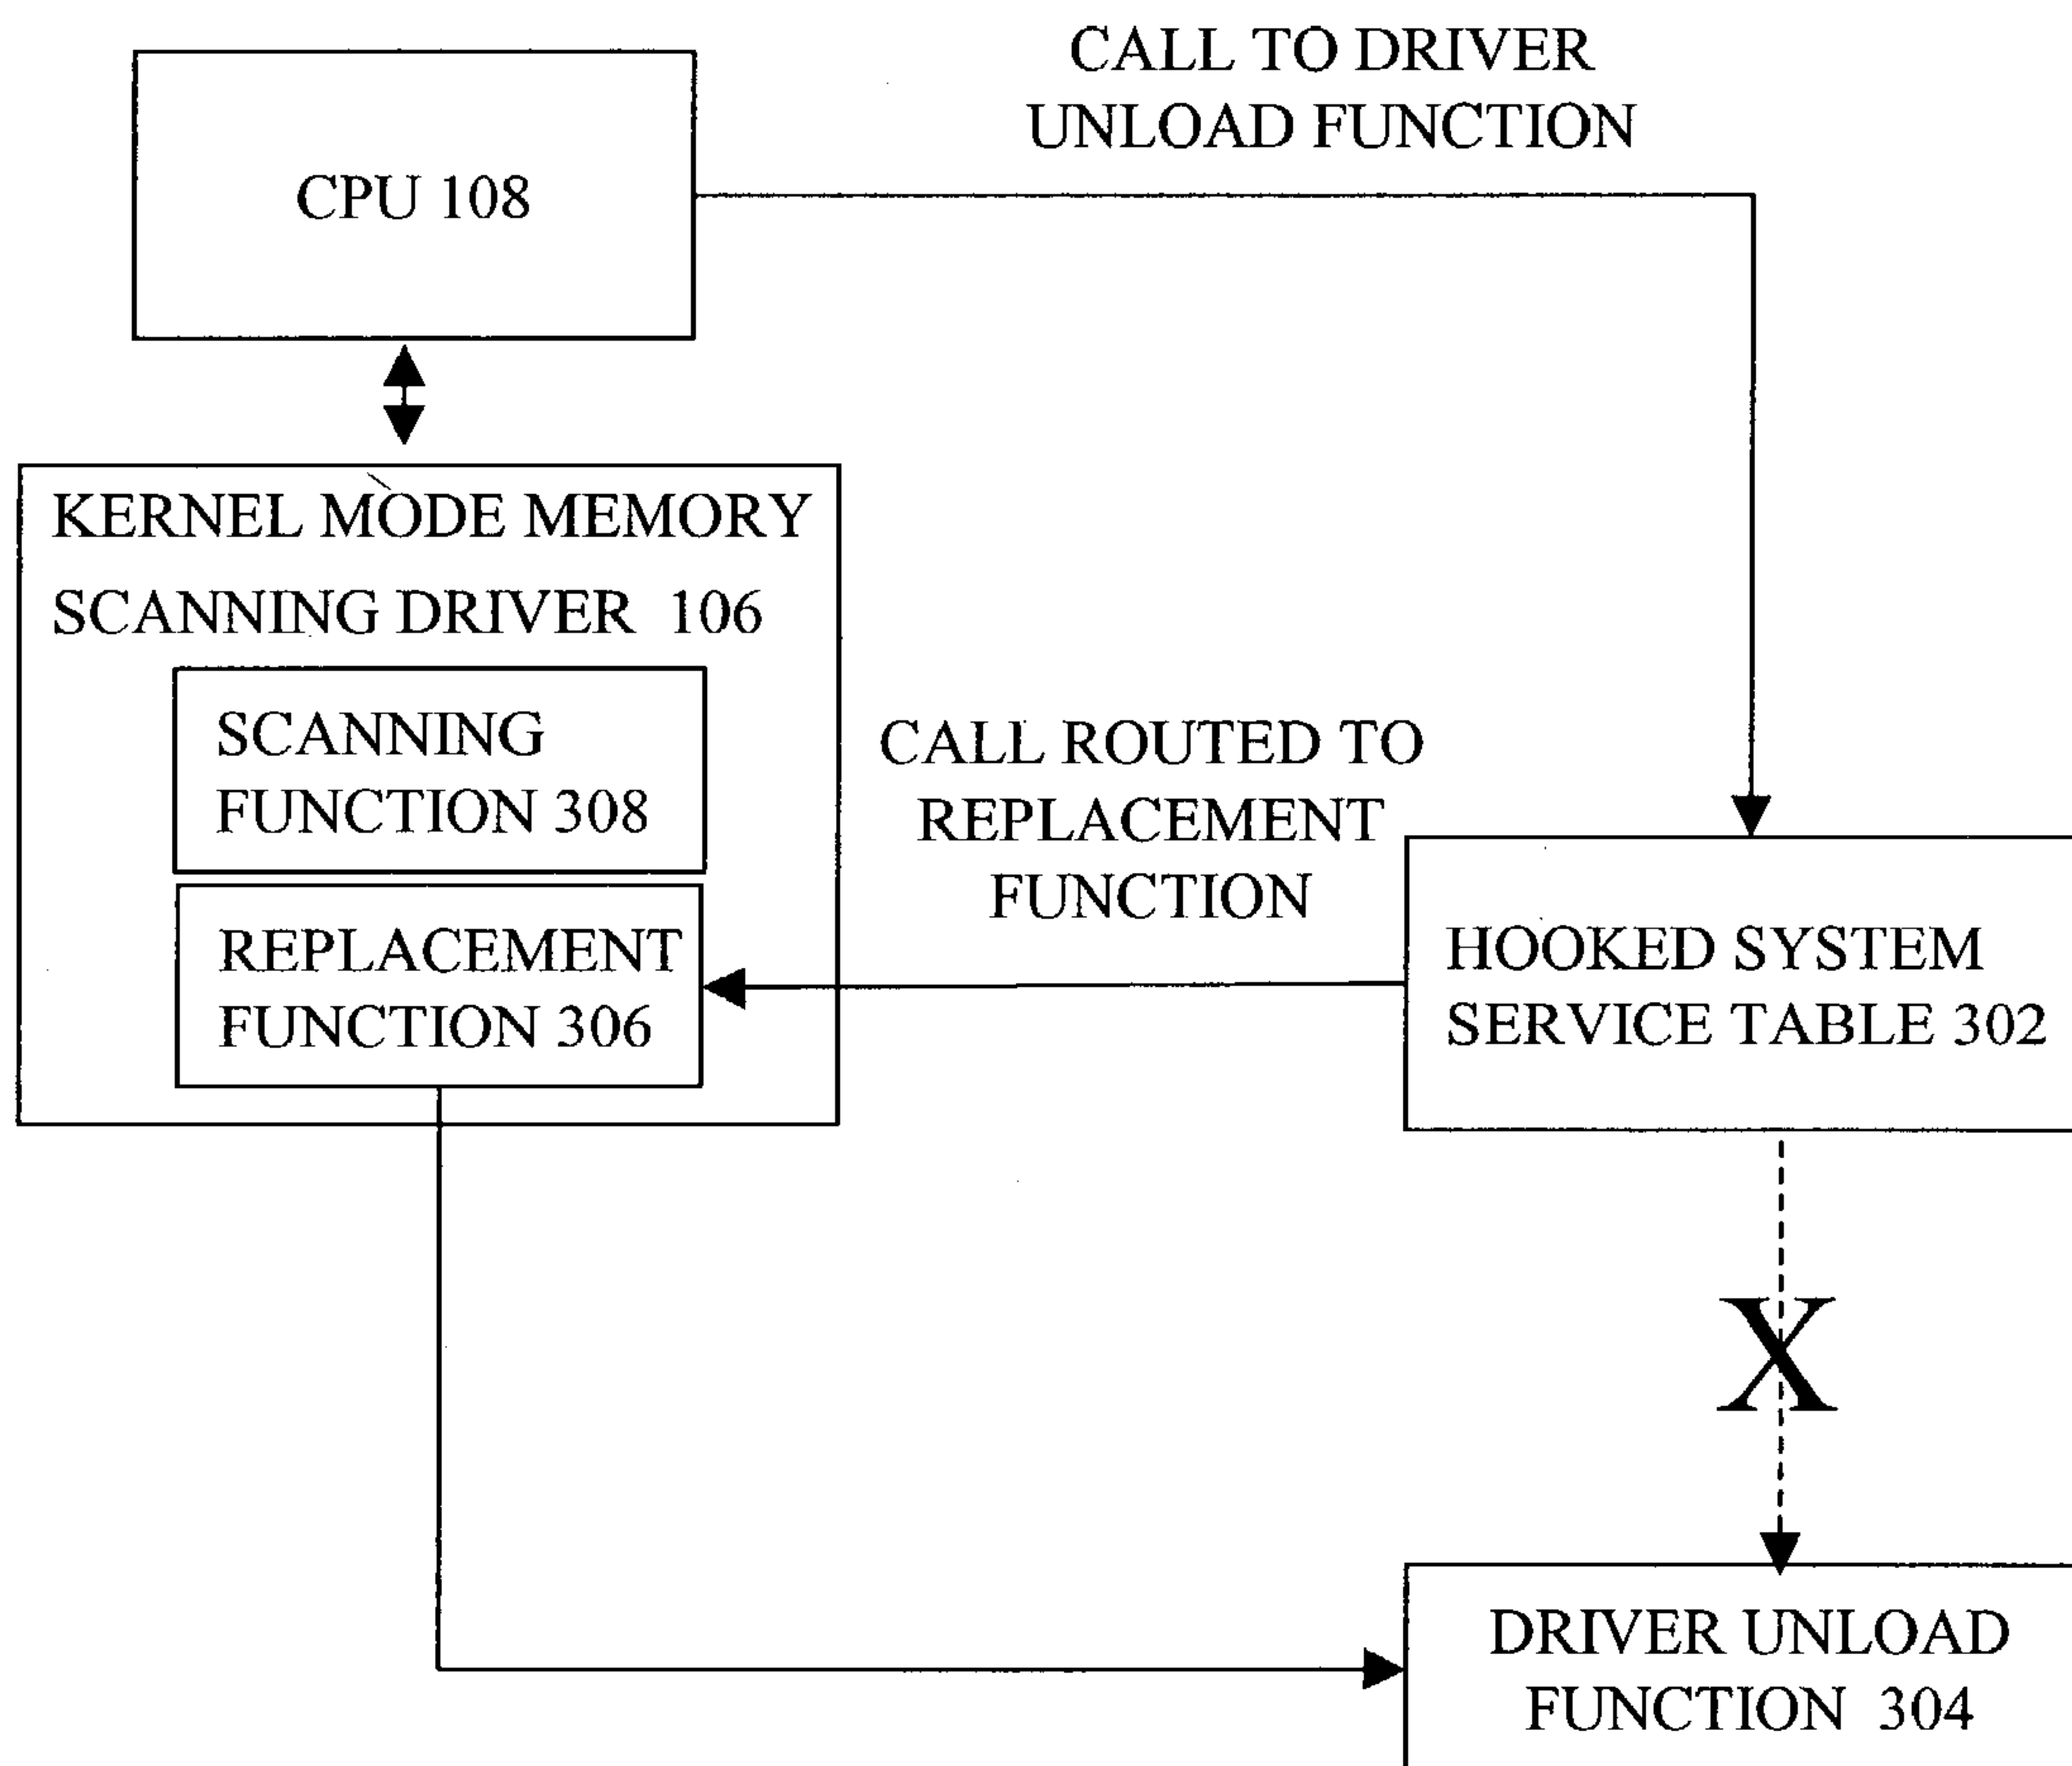 CALL TO DRIVER
UNLOAD FUNCTION
CPU 108
KERNEL MODE MEMORY
SCANNING DRIVER 106
SCANNING
FUNCTION 308
CALL ROUTED TO
REPLACEMENT
FUNCTION
REPLACEMENT
FUNCTION 306
HOOKED SYSTEM
SERVICE TABLE 302
X
DRIVER UNLOAD
FUNCTION 304